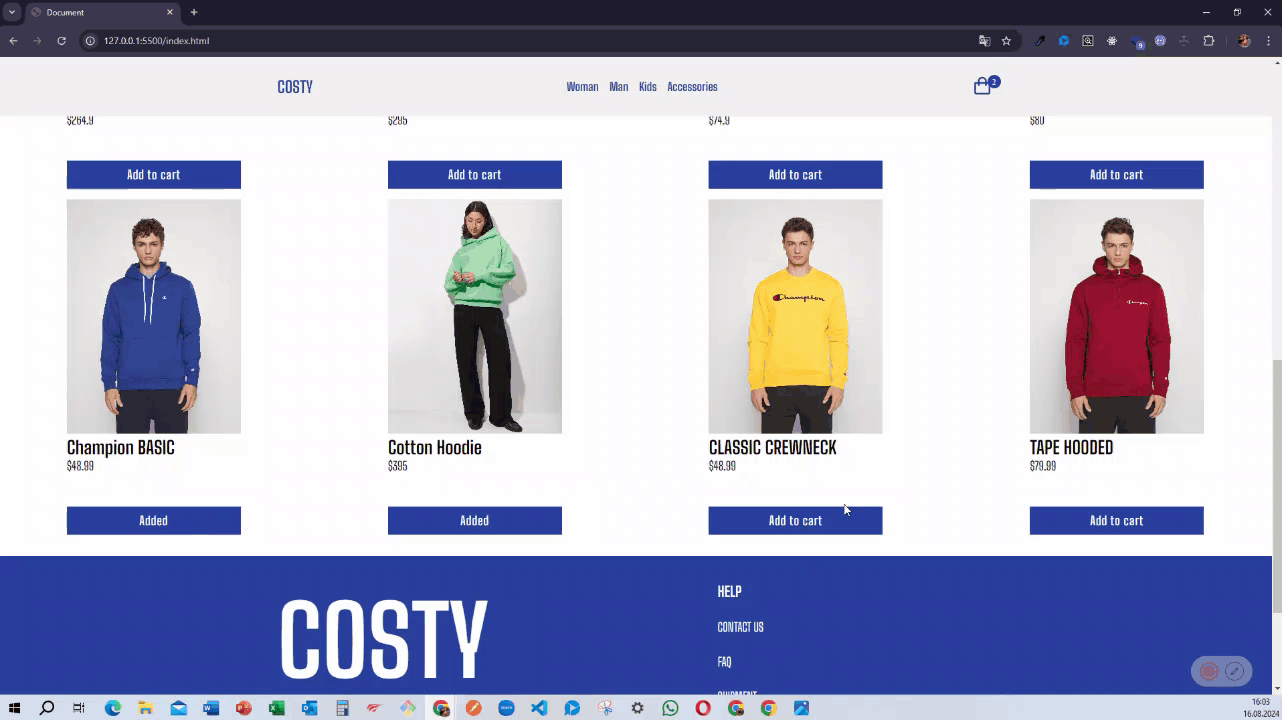 Document
127.0.0.1:5500/index.html
9
COSTY
Woman Man Kids Accessories
2
$264.9 $295 $74.9 $80
Add to cart Add to cart Add to cart Add to cart
Champion
Champion BASIC Cotton Hoodie CLASSIC CREWNECK TAPE HOODED
$48.99 $395 $48.99 $79.99
Added Added Add to cart Add to cart
COSTY
HELP
CONTACT US
FAQ
16:03
16.08.2024